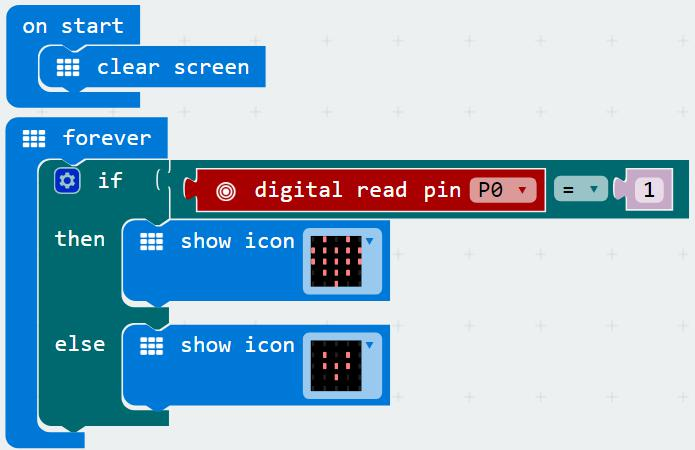 on start
clear screen
forever
if digital read pin P0 = 1
then show icon
else show icon